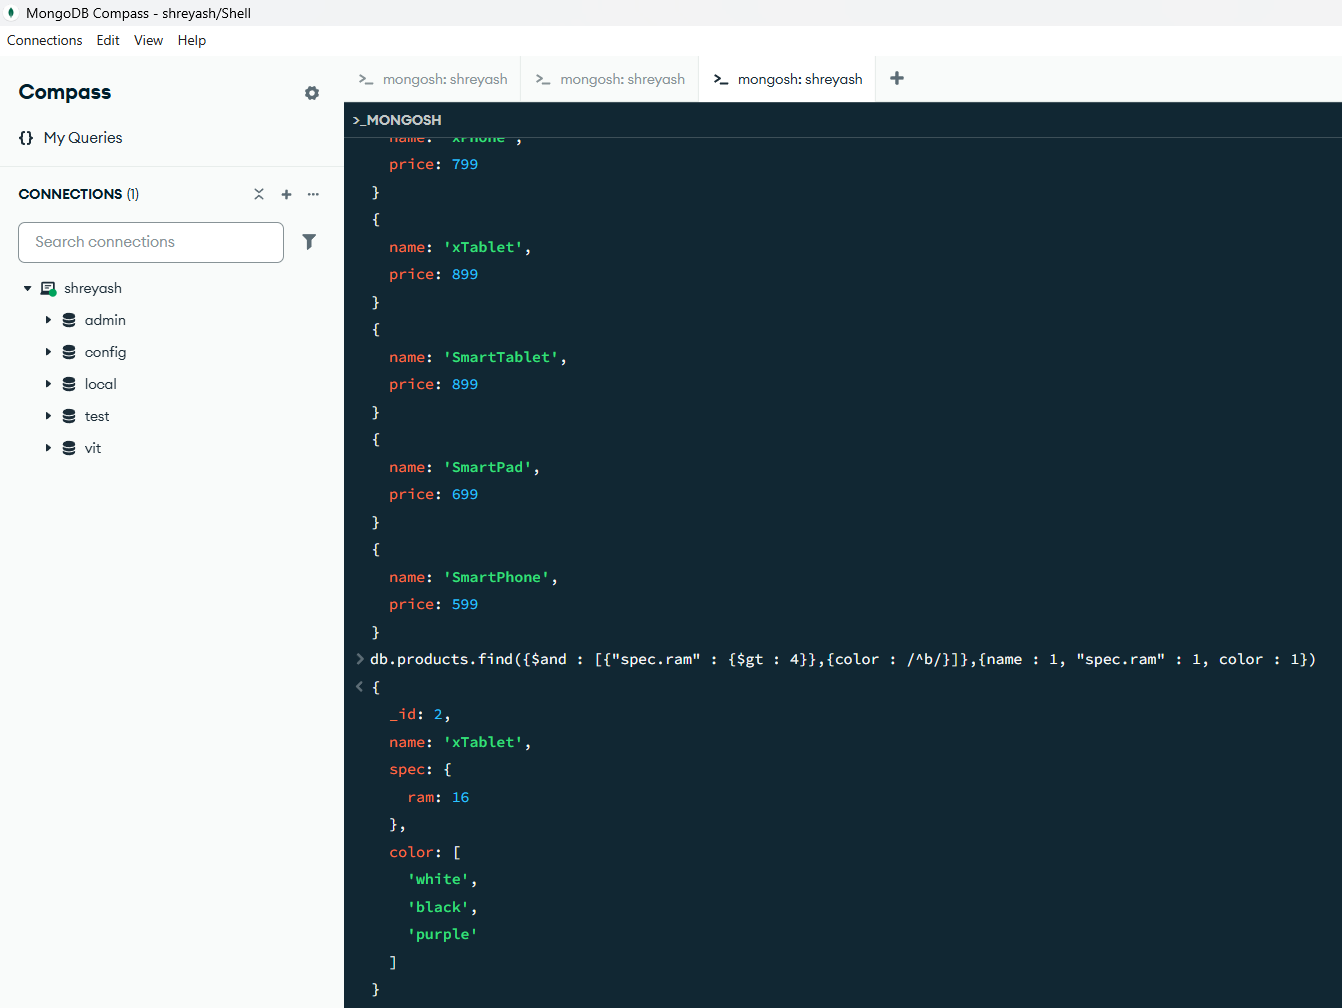 MongoDB Compass - shreyash/Shell
Connections Edit View Help
Compass
{} My Queries
CONNECTIONS (1)
Search connections
shreyash
admin
config
local
test
vit
>_ mongosh: shreyash >_ mongosh: shreyash >_ mongosh: shreyash +
>_MONGOSH
name: 'xPhone',
price: 799
}
{
name: 'xTablet',
price: 899
}
{
name: 'SmartTablet',
price: 899
}
{
name: 'SmartPad',
price: 699
}
{
name: 'SmartPhone',
price: 599
}
> db.products.find({$and : [{"spec.ram" : {$gt : 4}},{color : /^b/}]},{name : 1, "spec.ram" : 1, color : 1})
< {
_id: 2,
name: 'xTablet',
spec: {
ram: 16
},
color: [
'white',
'black',
'purple'
]
}